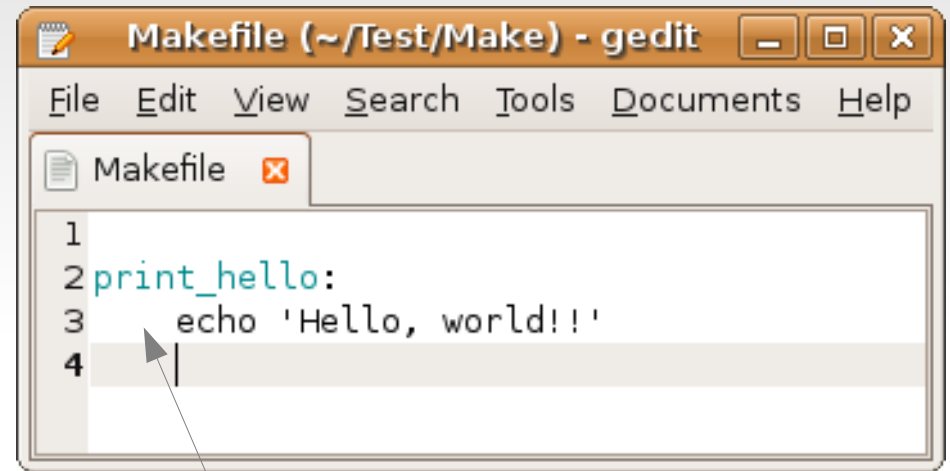 Makefile (~/Test/Make) - gedit
File Edit View Search Tools Documents Help
Makefile
1
2 print_hello:
3     echo 'Hello, world!!'
4